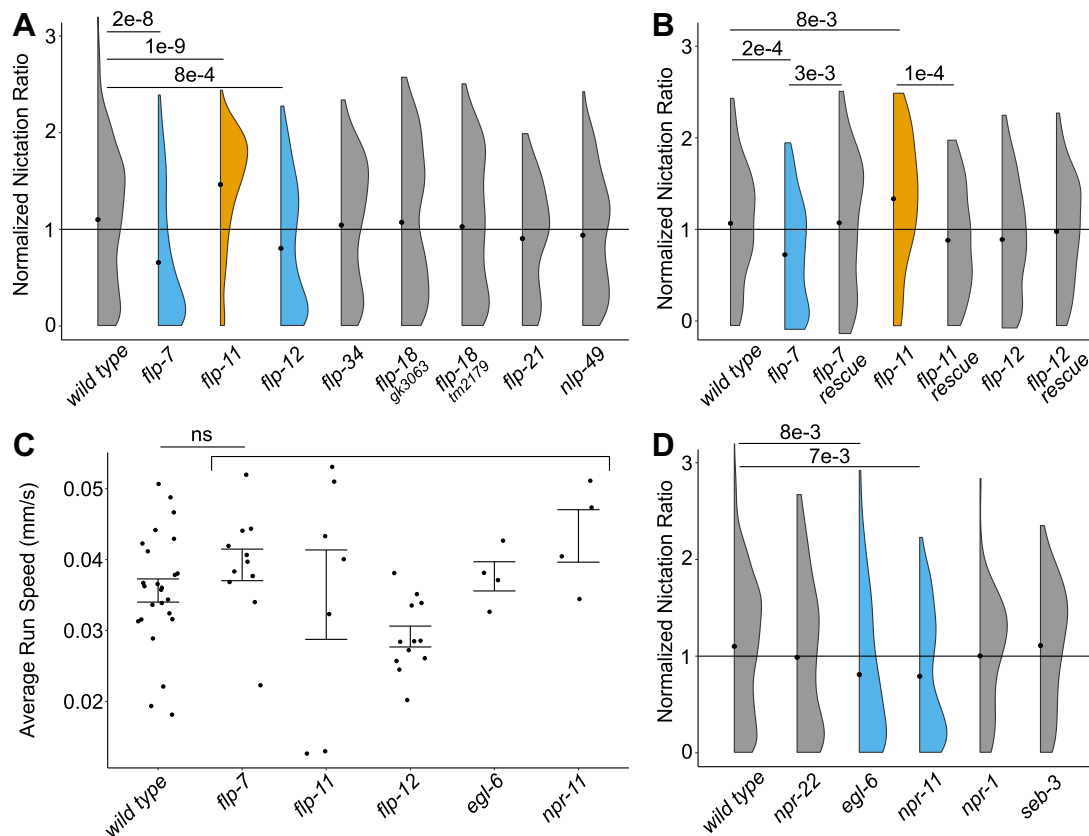 A
2e-8
1e-9
8e-4
Normalized Nictation Ratio
3
2
1
0
wild type
flp-7
flp-11
flp-12
flp-34
flp-18
gk3063
flp-18
tm2179
flp-21
nlp-49
B
8e-3
2e-4
3e-3
1e-4
Normalized Nictation Ratio
3
2
1
0
wild type
flp-7
flp-7
rescue
flp-11
flp-11
rescue
flp-12
flp-12
rescue
C
ns
Average Run Speed (mm/s)
0.05
0.04
0.03
0.02
wild type
flp-7
flp-11
flp-12
egl-6
npr-11
D
8e-3
7e-3
Normalized Nictation Ratio
3
2
1
0
wild type
npr-22
egl-6
npr-11
npr-1
seb-3